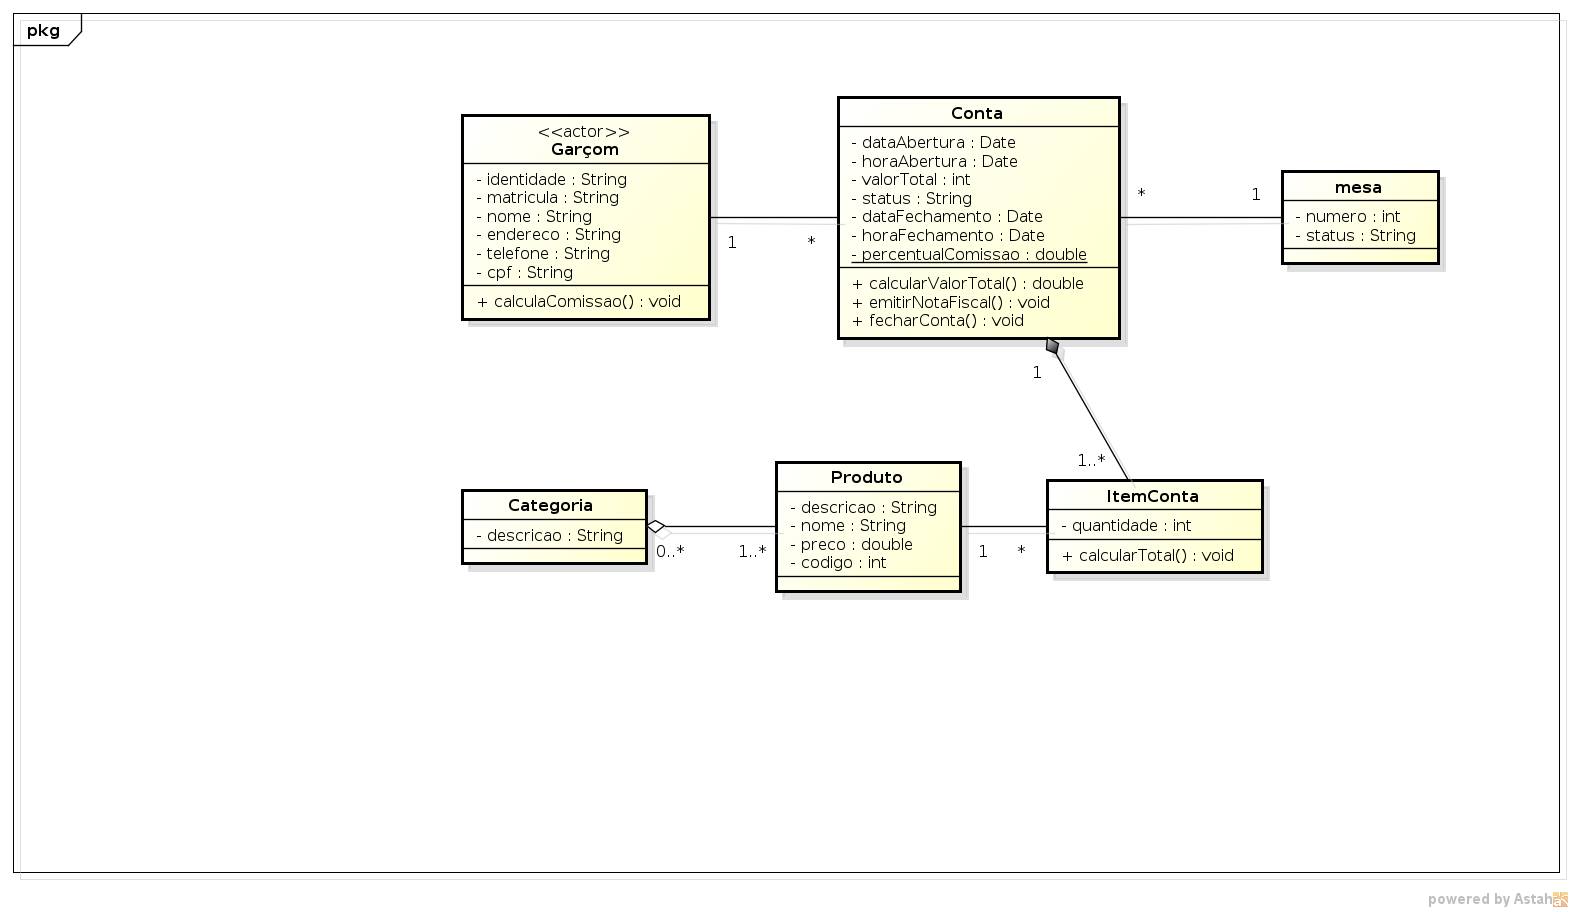 pkg
<<actor>>
Garçom
- identidade : String
- matricula : String
- nome : String
- endereco : String
- telefone : String
- cpf : String
+ calculaComissao() : void
1
*
Conta
- dataAbertura : Date
- horaAbertura : Date
- valorTotal : int
- status : String
- dataFechamento : Date
- horaFechamento : Date
- percentualComissao : double
+ calcularValorTotal() : double
+ emitirNotaFiscal() : void
+ fecharConta() : void
*
1
mesa
- numero : int
- status : String
1
1..*
Categoria
- descricao : String
0..*
1..*
Produto
- descricao : String
- nome : String
- preco : double
- codigo : int
1
*
ItemConta
- quantidade : int
+ calcularTotal() : void
powered by Astah